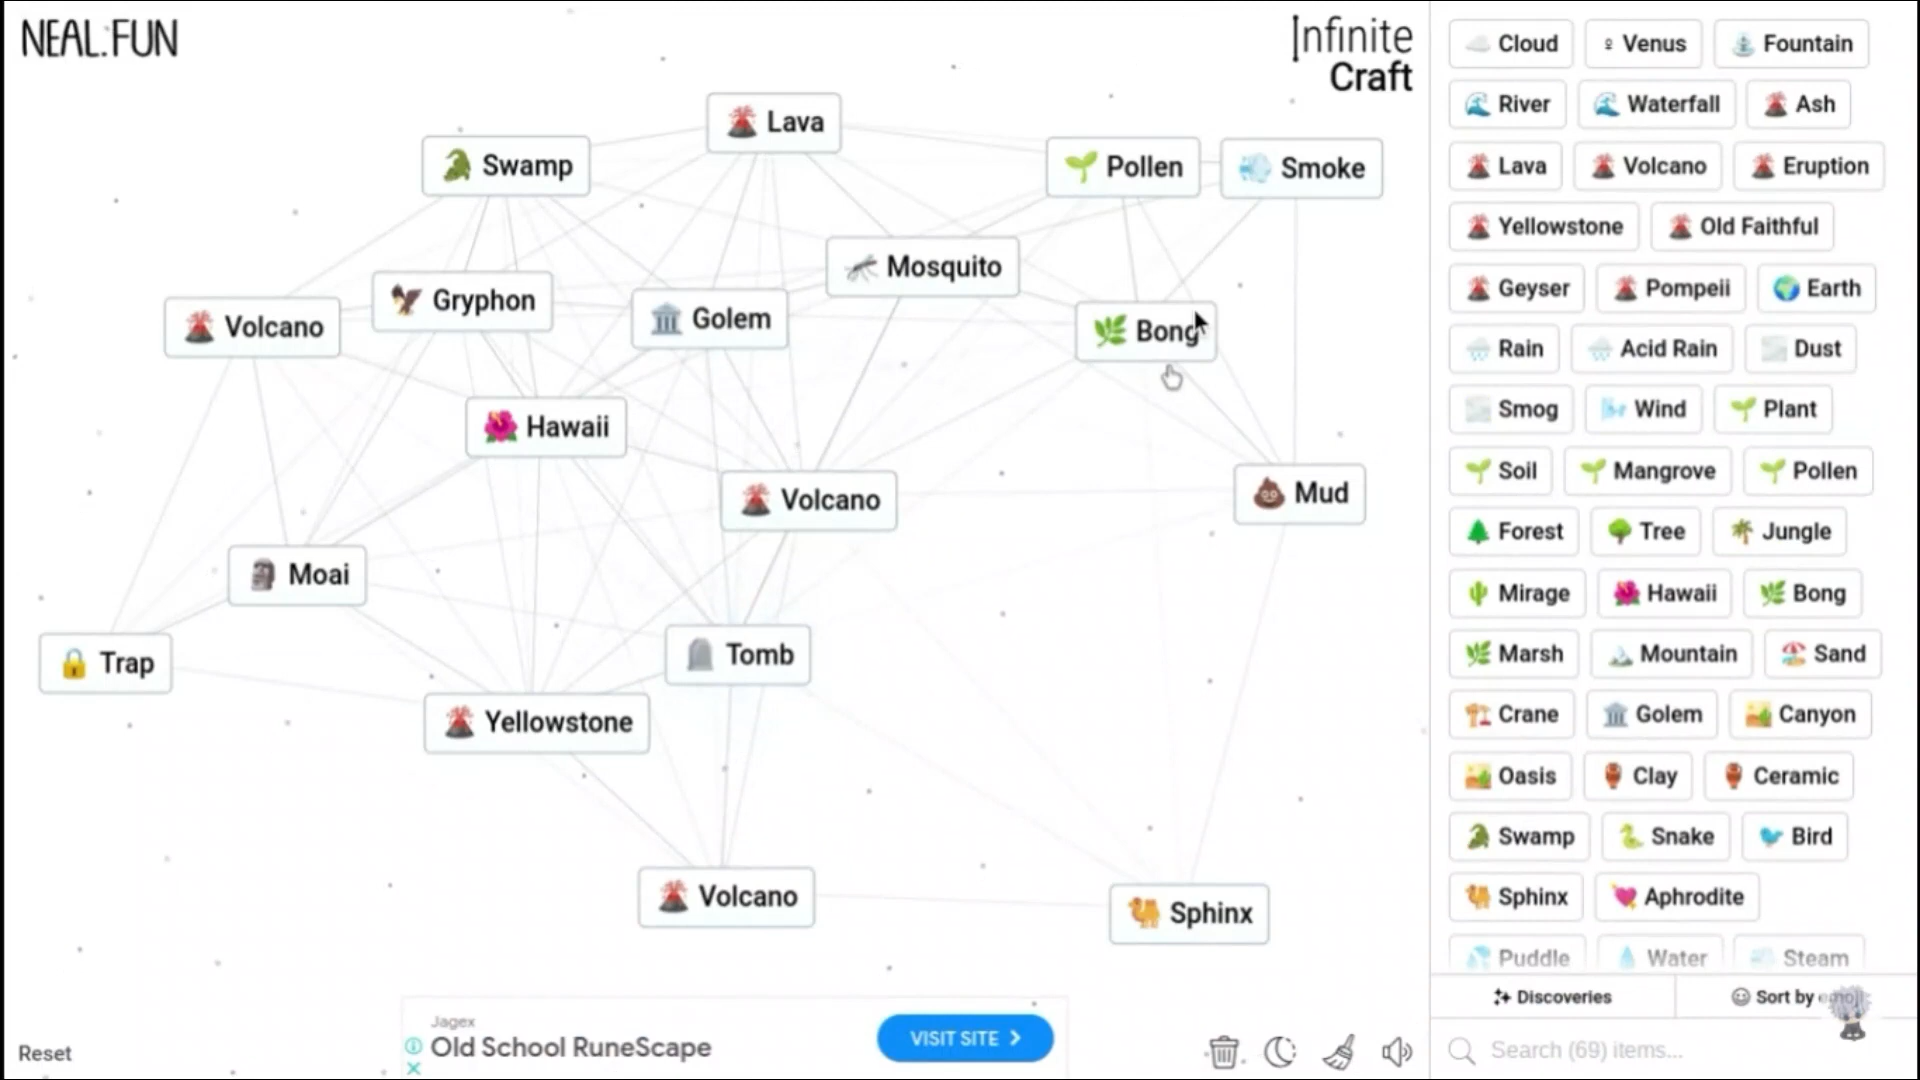 NEAL.FUN
Infinite
Craft
Lava
Swamp
Pollen
Smoke
Mosquito
Gryphon
Golem
Volcano
Bong
Hawaii
Volcano
Mud
Moai
Tomb
Trap
Yellowstone
Volcano
Sphinx
Jagex
Old School RuneScape
VISIT SITE
Reset
Cloud Venus Fountain
River Waterfall Ash
Lava Volcano Eruption
Yellowstone Old Faithful
Geyser Pompeii Earth
Rain Acid Rain Dust
Smog Wind Plant
Soil Mangrove Pollen
Forest Tree Jungle
Mirage Hawaii Bong
Marsh Mountain Sand
Crane Golem Canyon
Oasis Clay Ceramic
Swamp Snake Bird
Sphinx Aphrodite
Puddle Water Steam
Discoveries Sort by emoji
Search (69) items...